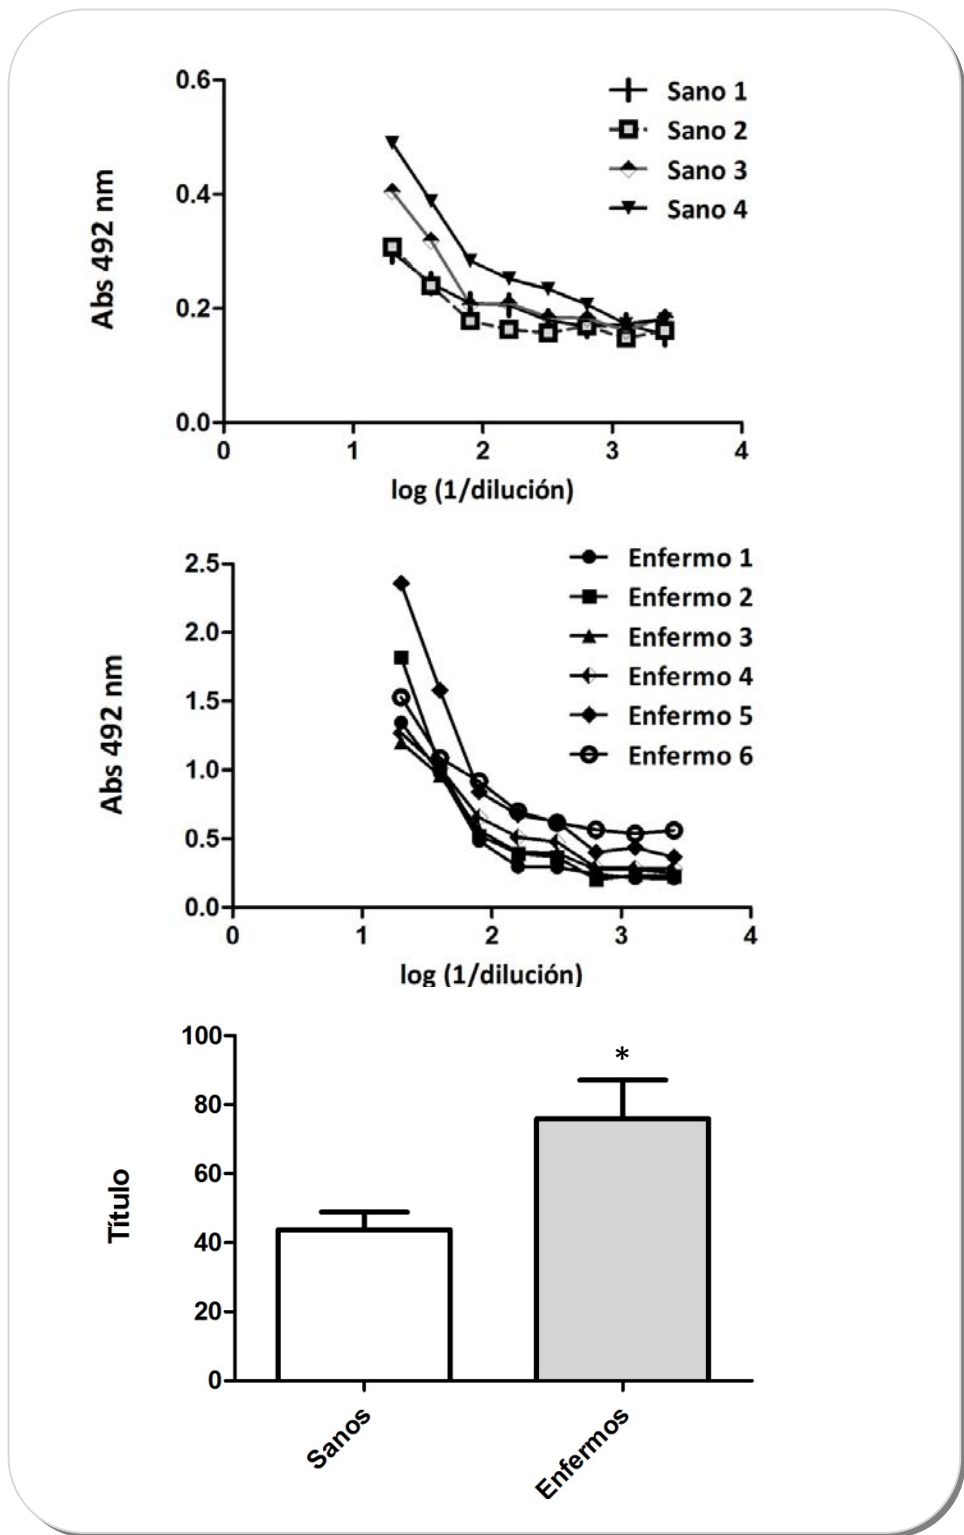 0.6
0.4
0.2
0.0
0
1
2
3
4
Abs 492 nm
log (1/dilución)
Sano 1
Sano 2
Sano 3
Sano 4
2.5
2.0
1.5
1.0
0.5
0.0
0
1
2
3
4
Abs 492 nm
log (1/dilución)
Enfermo 1
Enfermo 2
Enfermo 3
Enfermo 4
Enfermo 5
Enfermo 6
100
80
60
40
20
0
Título
*
Sanos
Enfermos